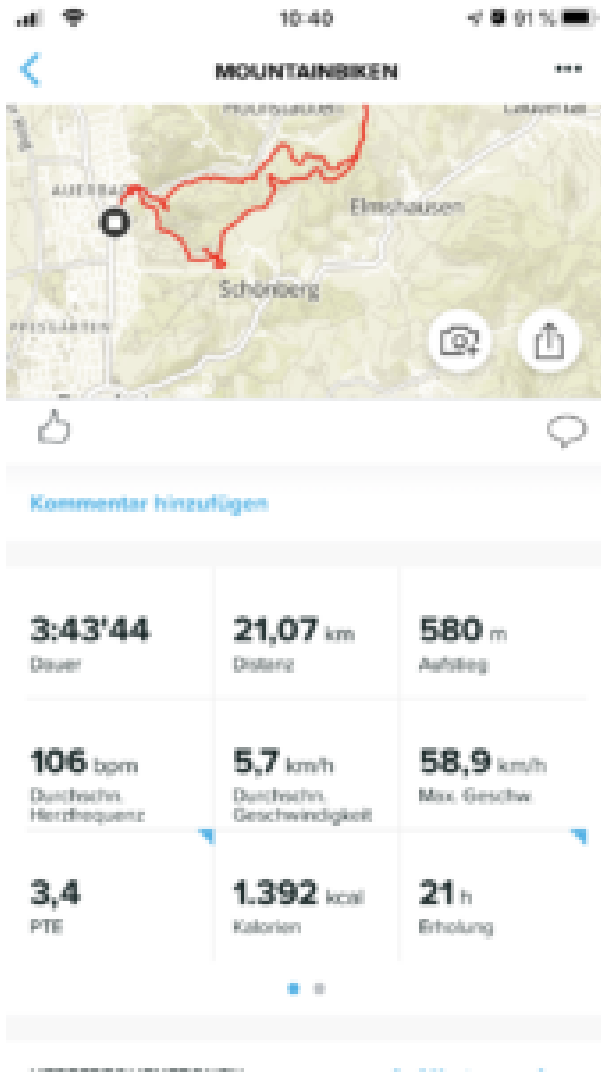 10:40
91 %
MOUNTAINBIKEN
Elmshausen
Schönberg
Kommentar hinzufügen
3:43'44
Dauer
21,07 km
Distanz
580 m
Aufstieg
106 bpm
Durchschn.
Herzfrequenz
5,7 km/h
Durchschn.
Geschwindigkeit
58,9 km/h
Max. Geschw.
3,4
PTE
1.392 kcal
Kalorien
21 h
Erholung